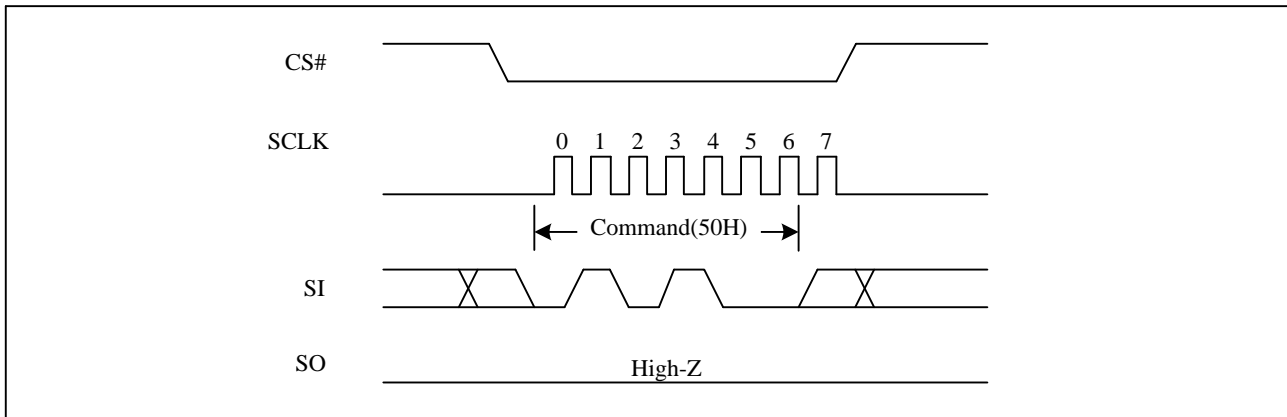 CS#
SCLK
0 1 2 3 4 5 6 7
Command(50H)
SI
SO
High-Z